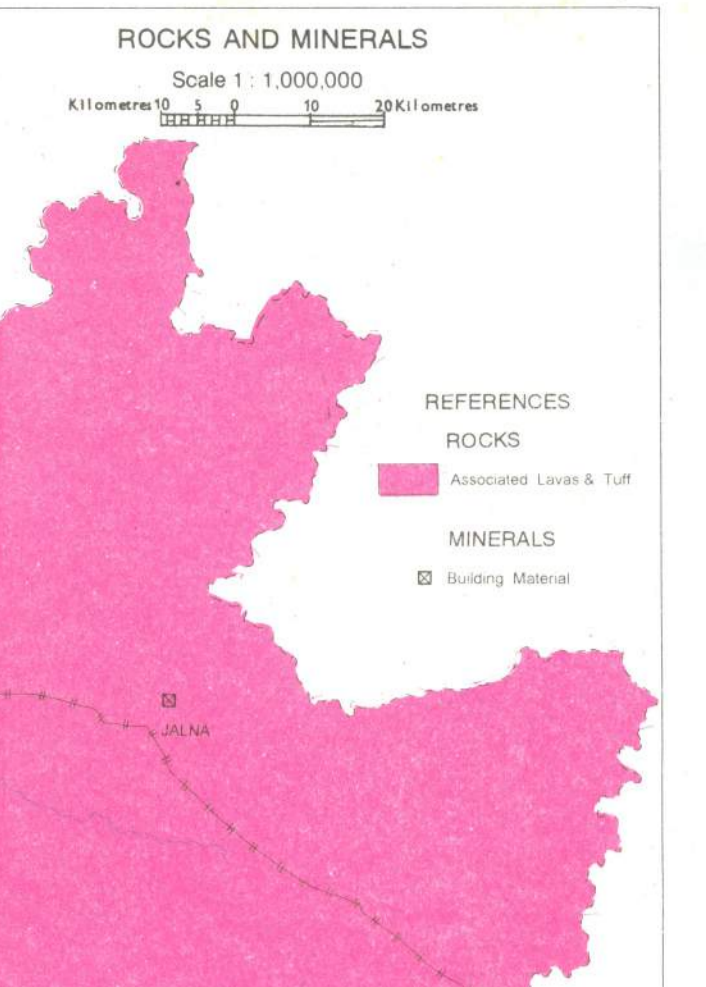 ROCKS AND MINERALS
Scale 1 : 1,000,000
Kilometres 10 5 0 10 20 Kilometres
REFERENCES
ROCKS
Associated Lavas & Tuff
MINERALS
Building Material
JALNA